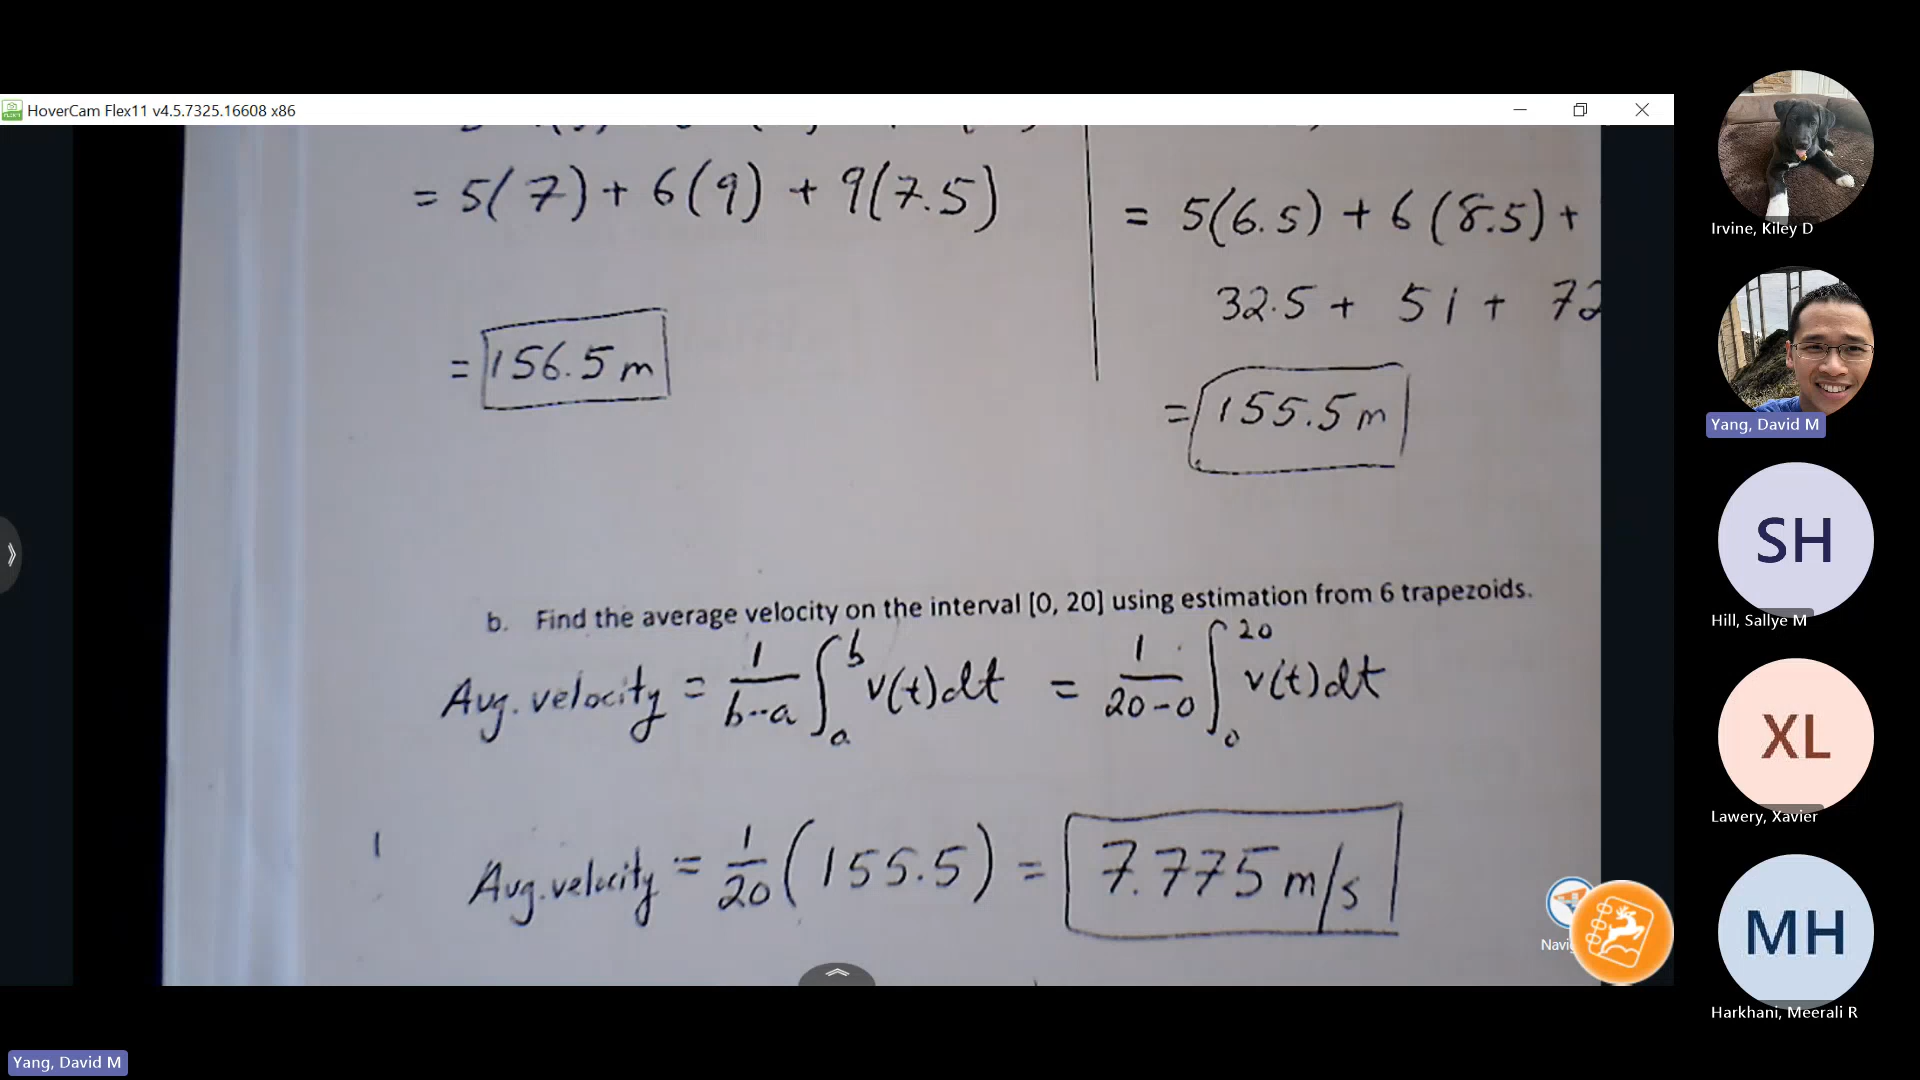 HoverCam Flex11 v4.5.7325.16608 x86
= 5(7) + 6(9) + 9(7.5)
= 156.5 m
= 5(6.5) + 6(8.5) +
32.5 + 51 + 72
= 155.5 m
b. Find the average velocity on the interval [0, 20] using estimation from 6 trapezoids.
Avg. velocity = 1/(b-a) ∫_a^b v(t)dt = 1/(20-0) ∫_0^20 v(t)dt
Avg. velocity = 1/20 (155.5) = 7.775 m/s
Irvine, Kiley D
Yang, David M
SH
Hill, Sallye M
XL
Lawery, Xavier
MH
Harkhani, Meerali R
Yang, David M